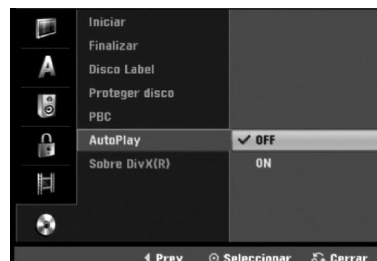 Iniciar
Finalizar
Disco Label
Proteger disco
PBC
AutoPlay
✓ OFF
Sobre DivX(R)
ON
Prev
Seleccionar
Cerrar